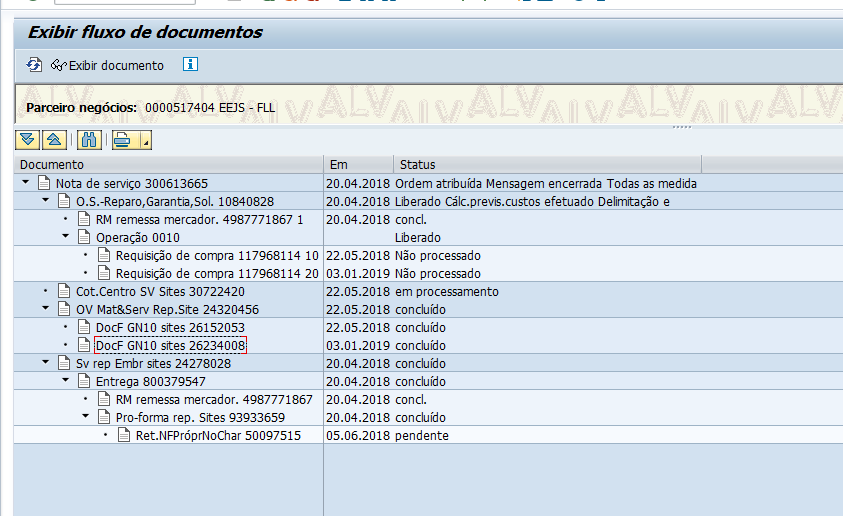 Exibir fluxo de documentos
Exibir documento
Parceiro negócios: 0000517404 EEJS - FLL
Documento Em Status
Nota de serviço 300613665 20.04.2018 Ordem atribuída Mensagem encerrada Todas as medida
O.S.-Reparo,Garantia,Sol. 10840828 20.04.2018 Liberado Cálc.previs.custos efetuado Delimitação e
RM remessa mercador. 4987771867 1 20.04.2018 concl.
Operação 0010 Liberado
Requisição de compra 117968114 10 22.05.2018 Não processado
Requisição de compra 117968114 20 03.01.2019 Não processado
Cot.Centro SV Sites 30722420 22.05.2018 em processamento
OV Mat&Serv Rep.Site 24320456 22.05.2018 concluído
DocF GN10 sites 26152053 22.05.2018 concluído
DocF GN10 sites 26234008 03.01.2019 concluído
Sv rep Embr sites 24278028 20.04.2018 concluído
Entrega 800379547 20.04.2018 concluído
RM remessa mercador. 4987771867 20.04.2018 concl.
Pro-forma rep. Sites 93933659 20.04.2018 concluído
Ret.NFPróprNoChar 50097515 05.06.2018 pendente